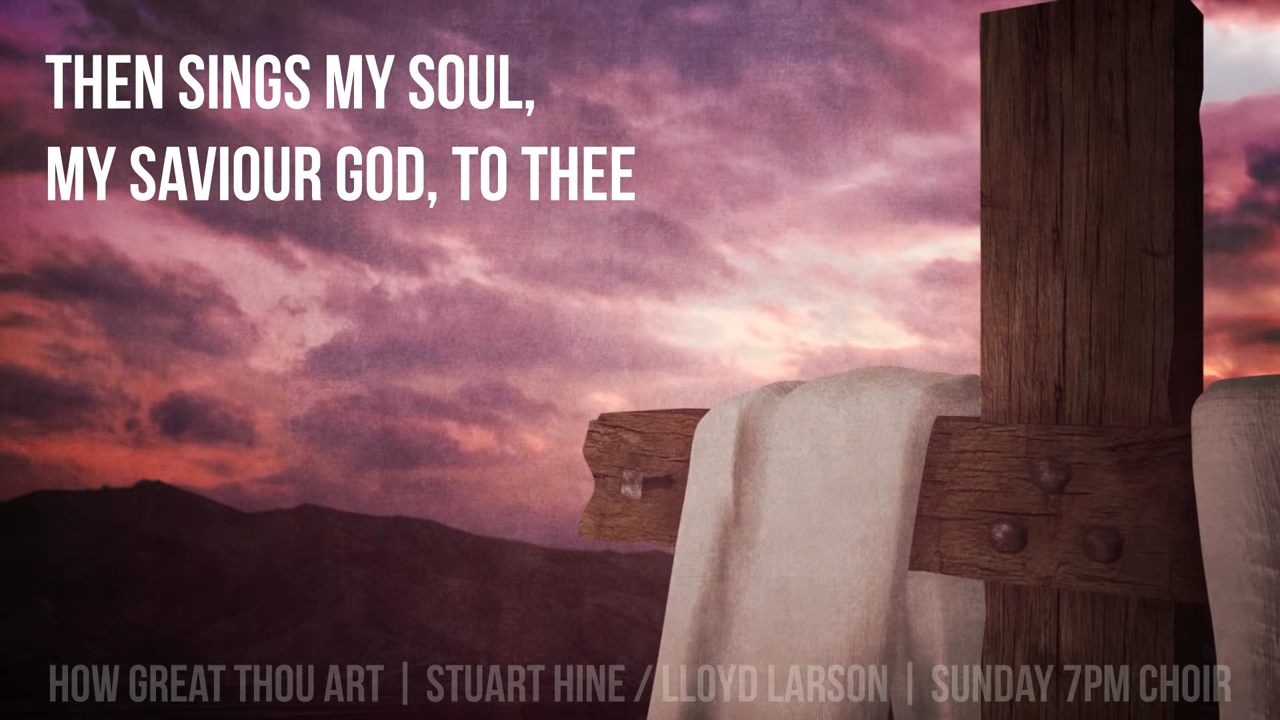 THEN SINGS MY SOUL,
MY SAVIOUR GOD, TO THEE
HOW GREAT THOU ART | STUART HINE / LLOYD LARSON | SUNDAY 7PM CHOIR